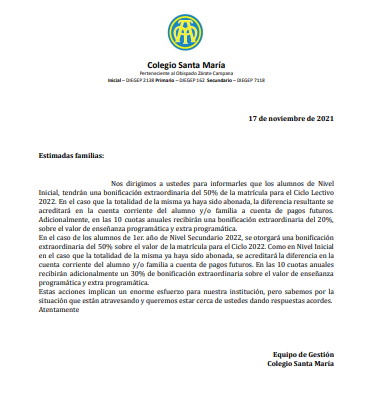 Colegio Santa María
Perteneciente al Obispado Zárate Campana
Inicial – DIEGEP 2138 Primario – DIEGEP 162 Secundario – DIEGEP 7118
17 de noviembre de 2021
Estimadas familias:
Nos dirigimos a ustedes para informarles que los alumnos de Nivel
Inicial, tendrán una bonificación extraordinaria del 50% de la matrícula para el Ciclo Lectivo
2022. En el caso que la totalidad de la misma ya haya sido abonada, la diferencia resultante se
acreditará en la cuenta corriente del alumno y/o familia a cuenta de pagos futuros.
Adicionalmente, en las 10 cuotas anuales recibirán una bonificación extraordinaria del 20%,
sobre el valor de enseñanza programática y extra programática.
En el caso de los alumnos de 1er. año de Nivel Secundario 2022, se otorgará una bonificación
extraordinaria del 50% sobre el valor de la matrícula para el Ciclo 2022. Como en Nivel Inicial
en el caso que la totalidad de la misma ya haya sido abonada, se acreditará la diferencia en la
cuenta corriente del alumno y/o familia a cuenta de pagos futuros. En las 10 cuotas anuales
recibirán adicionalmente un 30% de bonificación extraordinaria sobre el valor de enseñanza
programática y extra programática.
Estas acciones implican un enorme esfuerzo para nuestra institución, pero sabemos por la
situación que están atravesando y queremos estar cerca de ustedes dando respuestas acordes.
Atentamente
Equipo de Gestión
Colegio Santa María